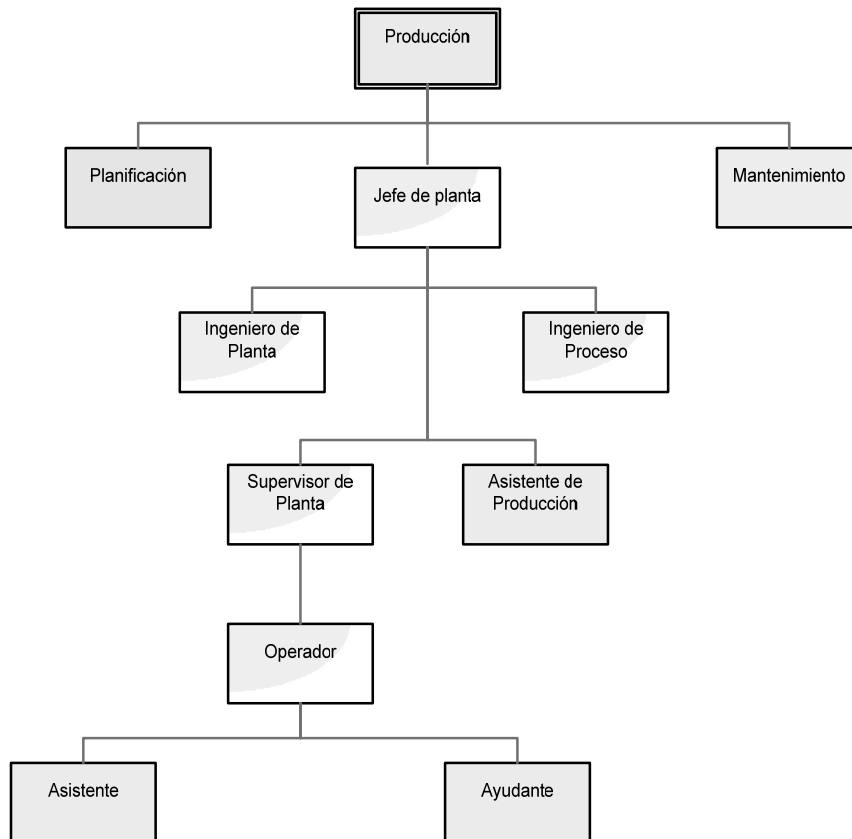 Producción
Planificación
Jefe de planta
Mantenimiento
Ingeniero de
Planta
Ingeniero de
Proceso
Supervisor de
Planta
Asistente de
Producción
Operador
Asistente
Ayudante